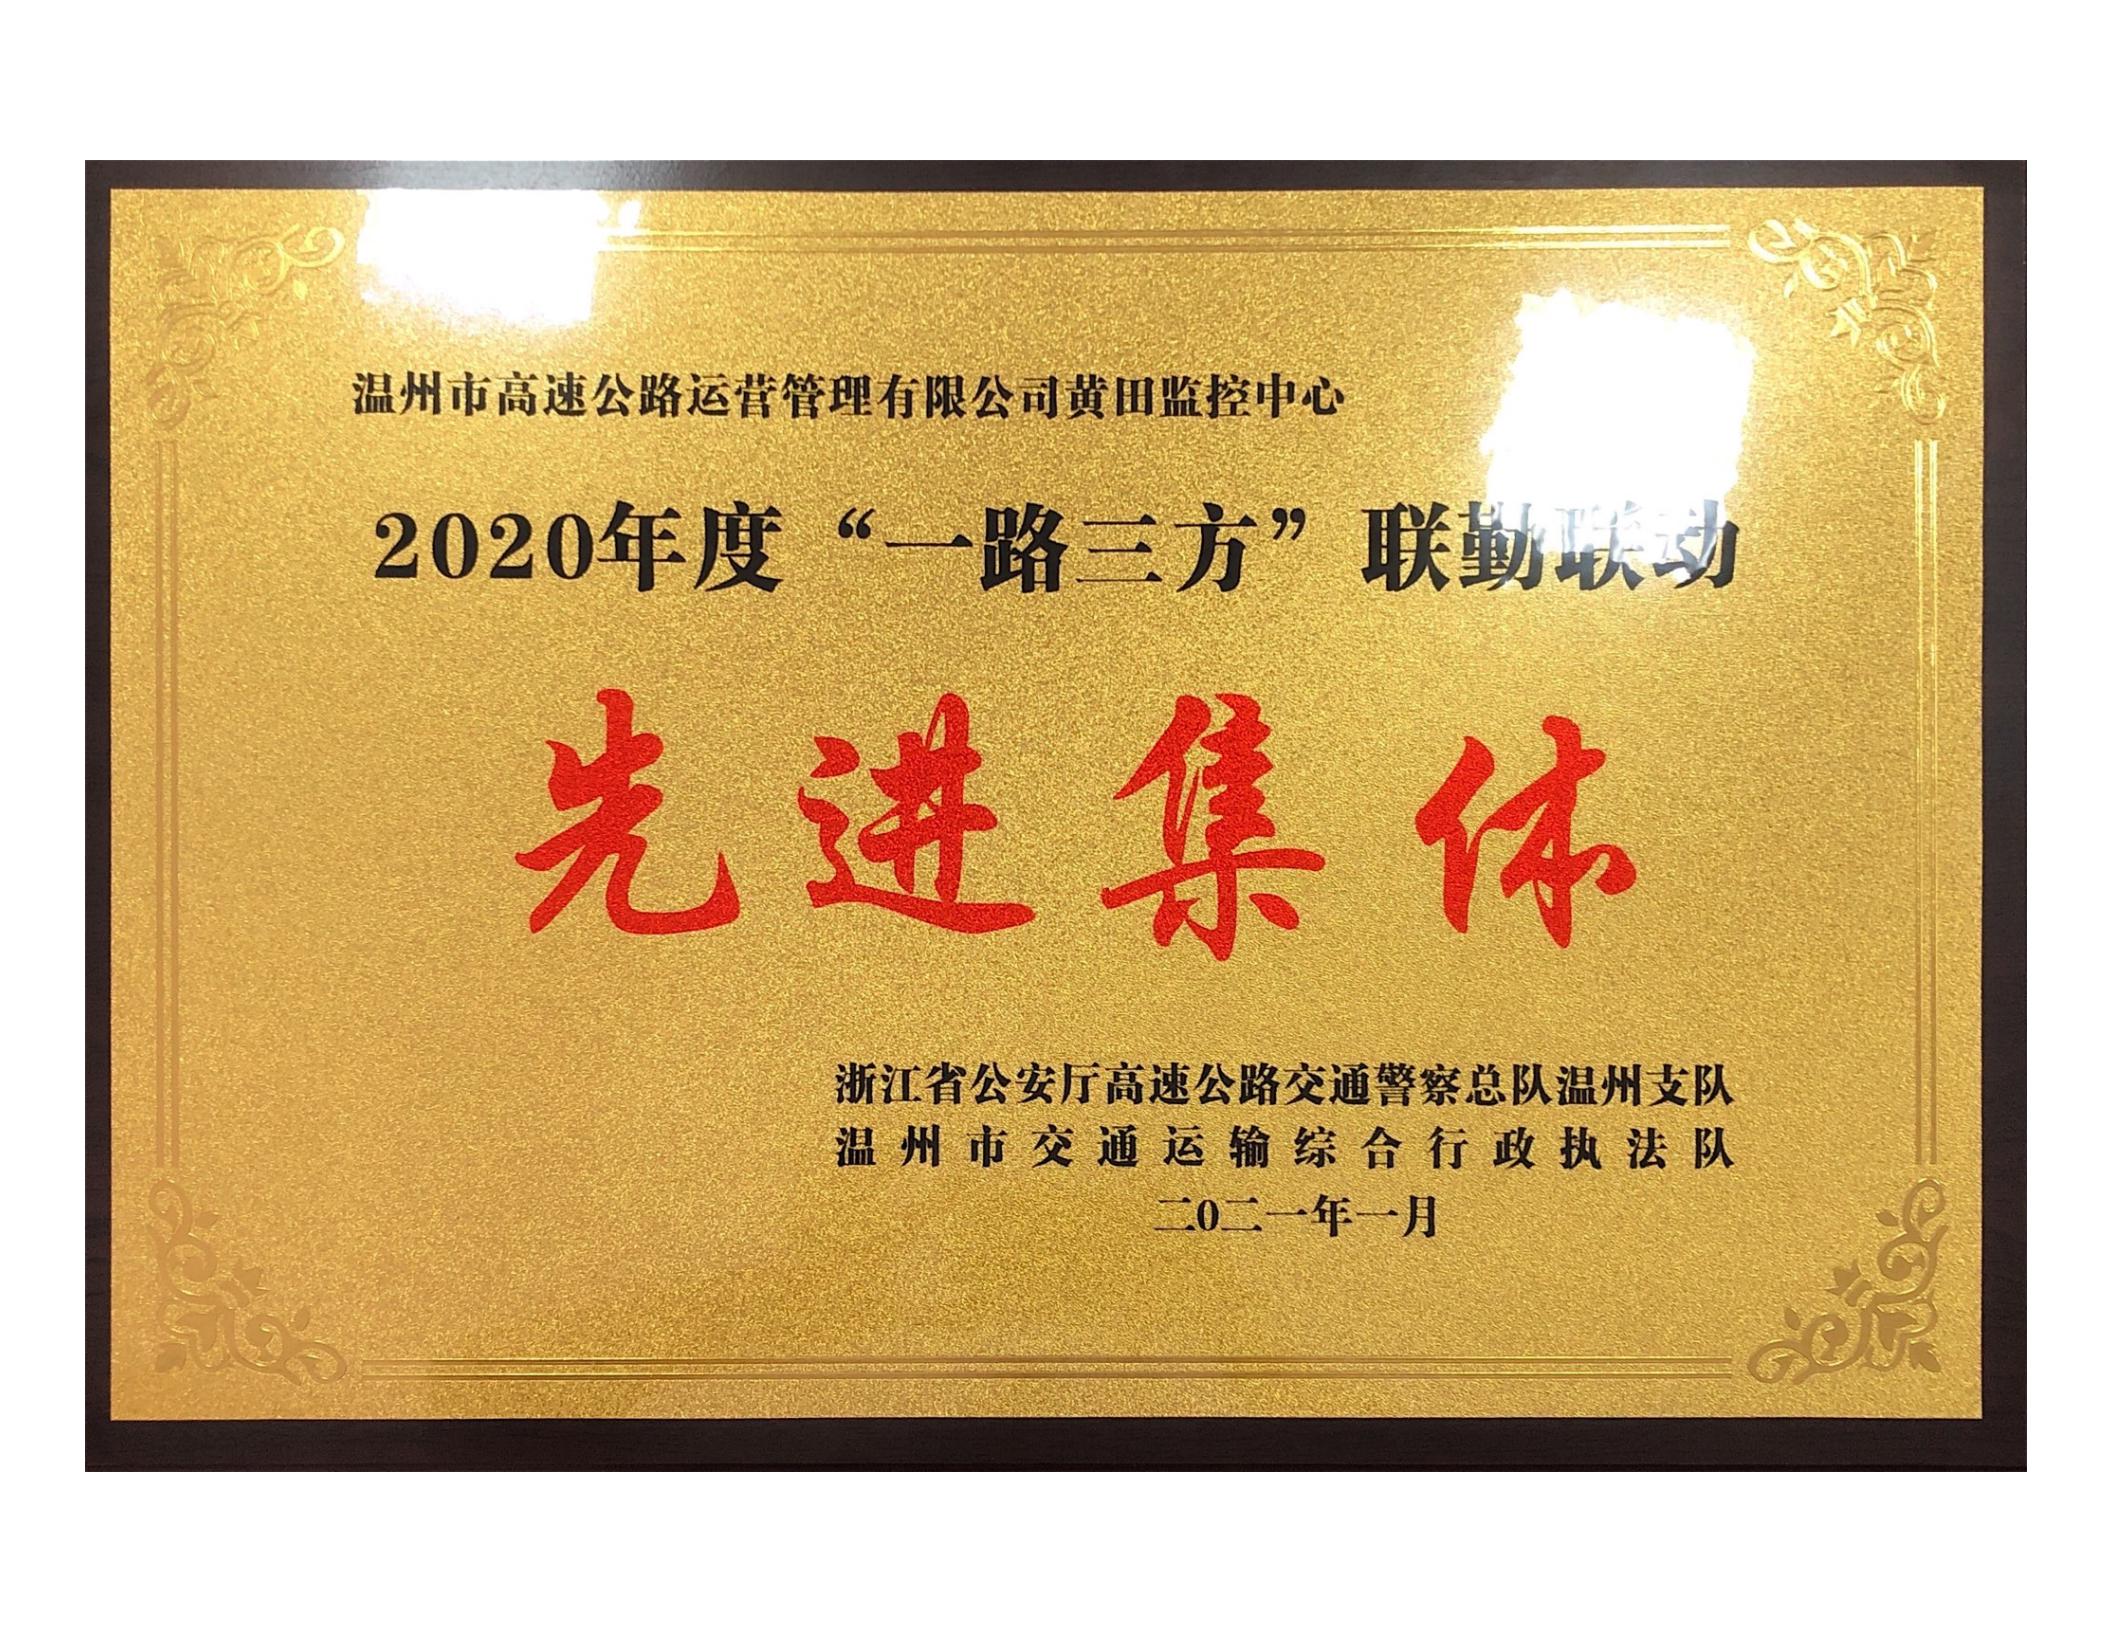 温州市高速公路运营管理有限公司黄田监控中心
2020年度“一路三方”联勤联动
先进集体
浙江省公安厅高速公路交通警察总队温州支队
温州市交通运输综合行政执法队
二0二一年一月